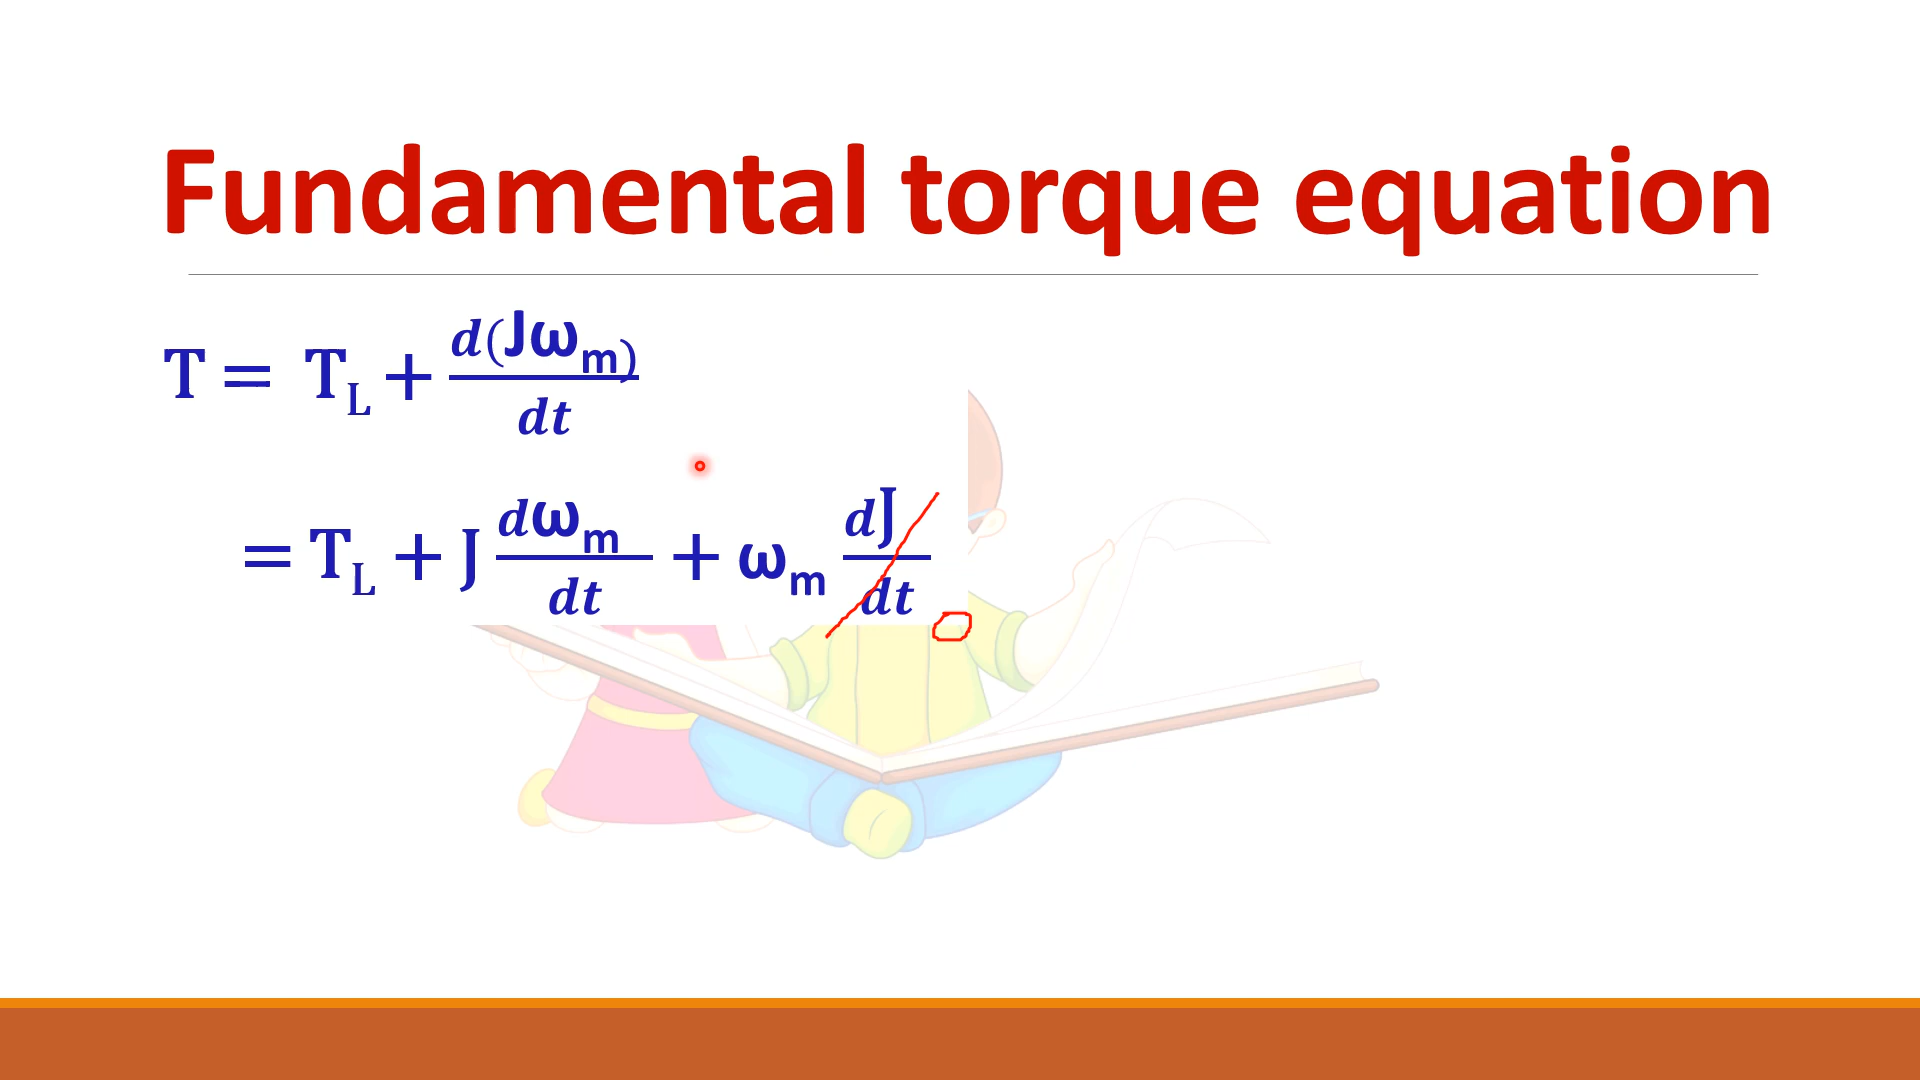 Fundamental torque equation
T = T_L + d(Jω_m)/dt
= T_L + J dω_m/dt + ω_m dJ/dt